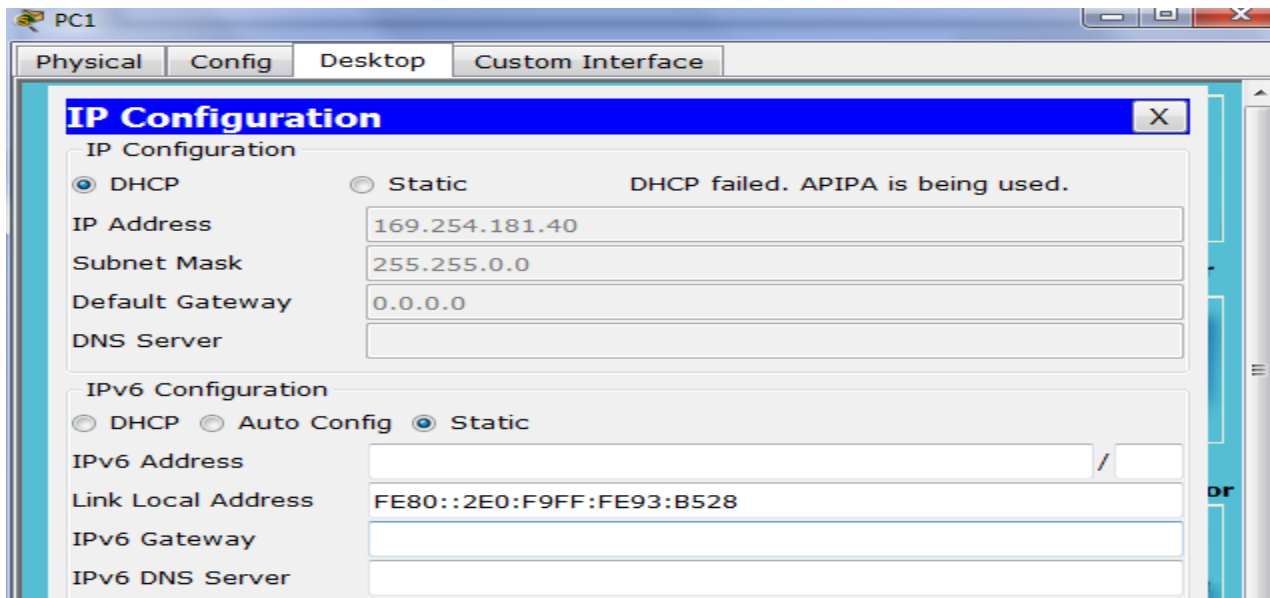 PC1
Physical Config Desktop Custom Interface
IP Configuration X
IP Configuration
DHCP Static DHCP failed. APIPA is being used.
IP Address 169.254.181.40
Subnet Mask 255.255.0.0
Default Gateway 0.0.0.0
DNS Server
IPv6 Configuration
DHCP Auto Config Static
IPv6 Address /
Link Local Address FE80::2E0:F9FF:FE93:B528
or
IPv6 Gateway
IPv6 DNS Server